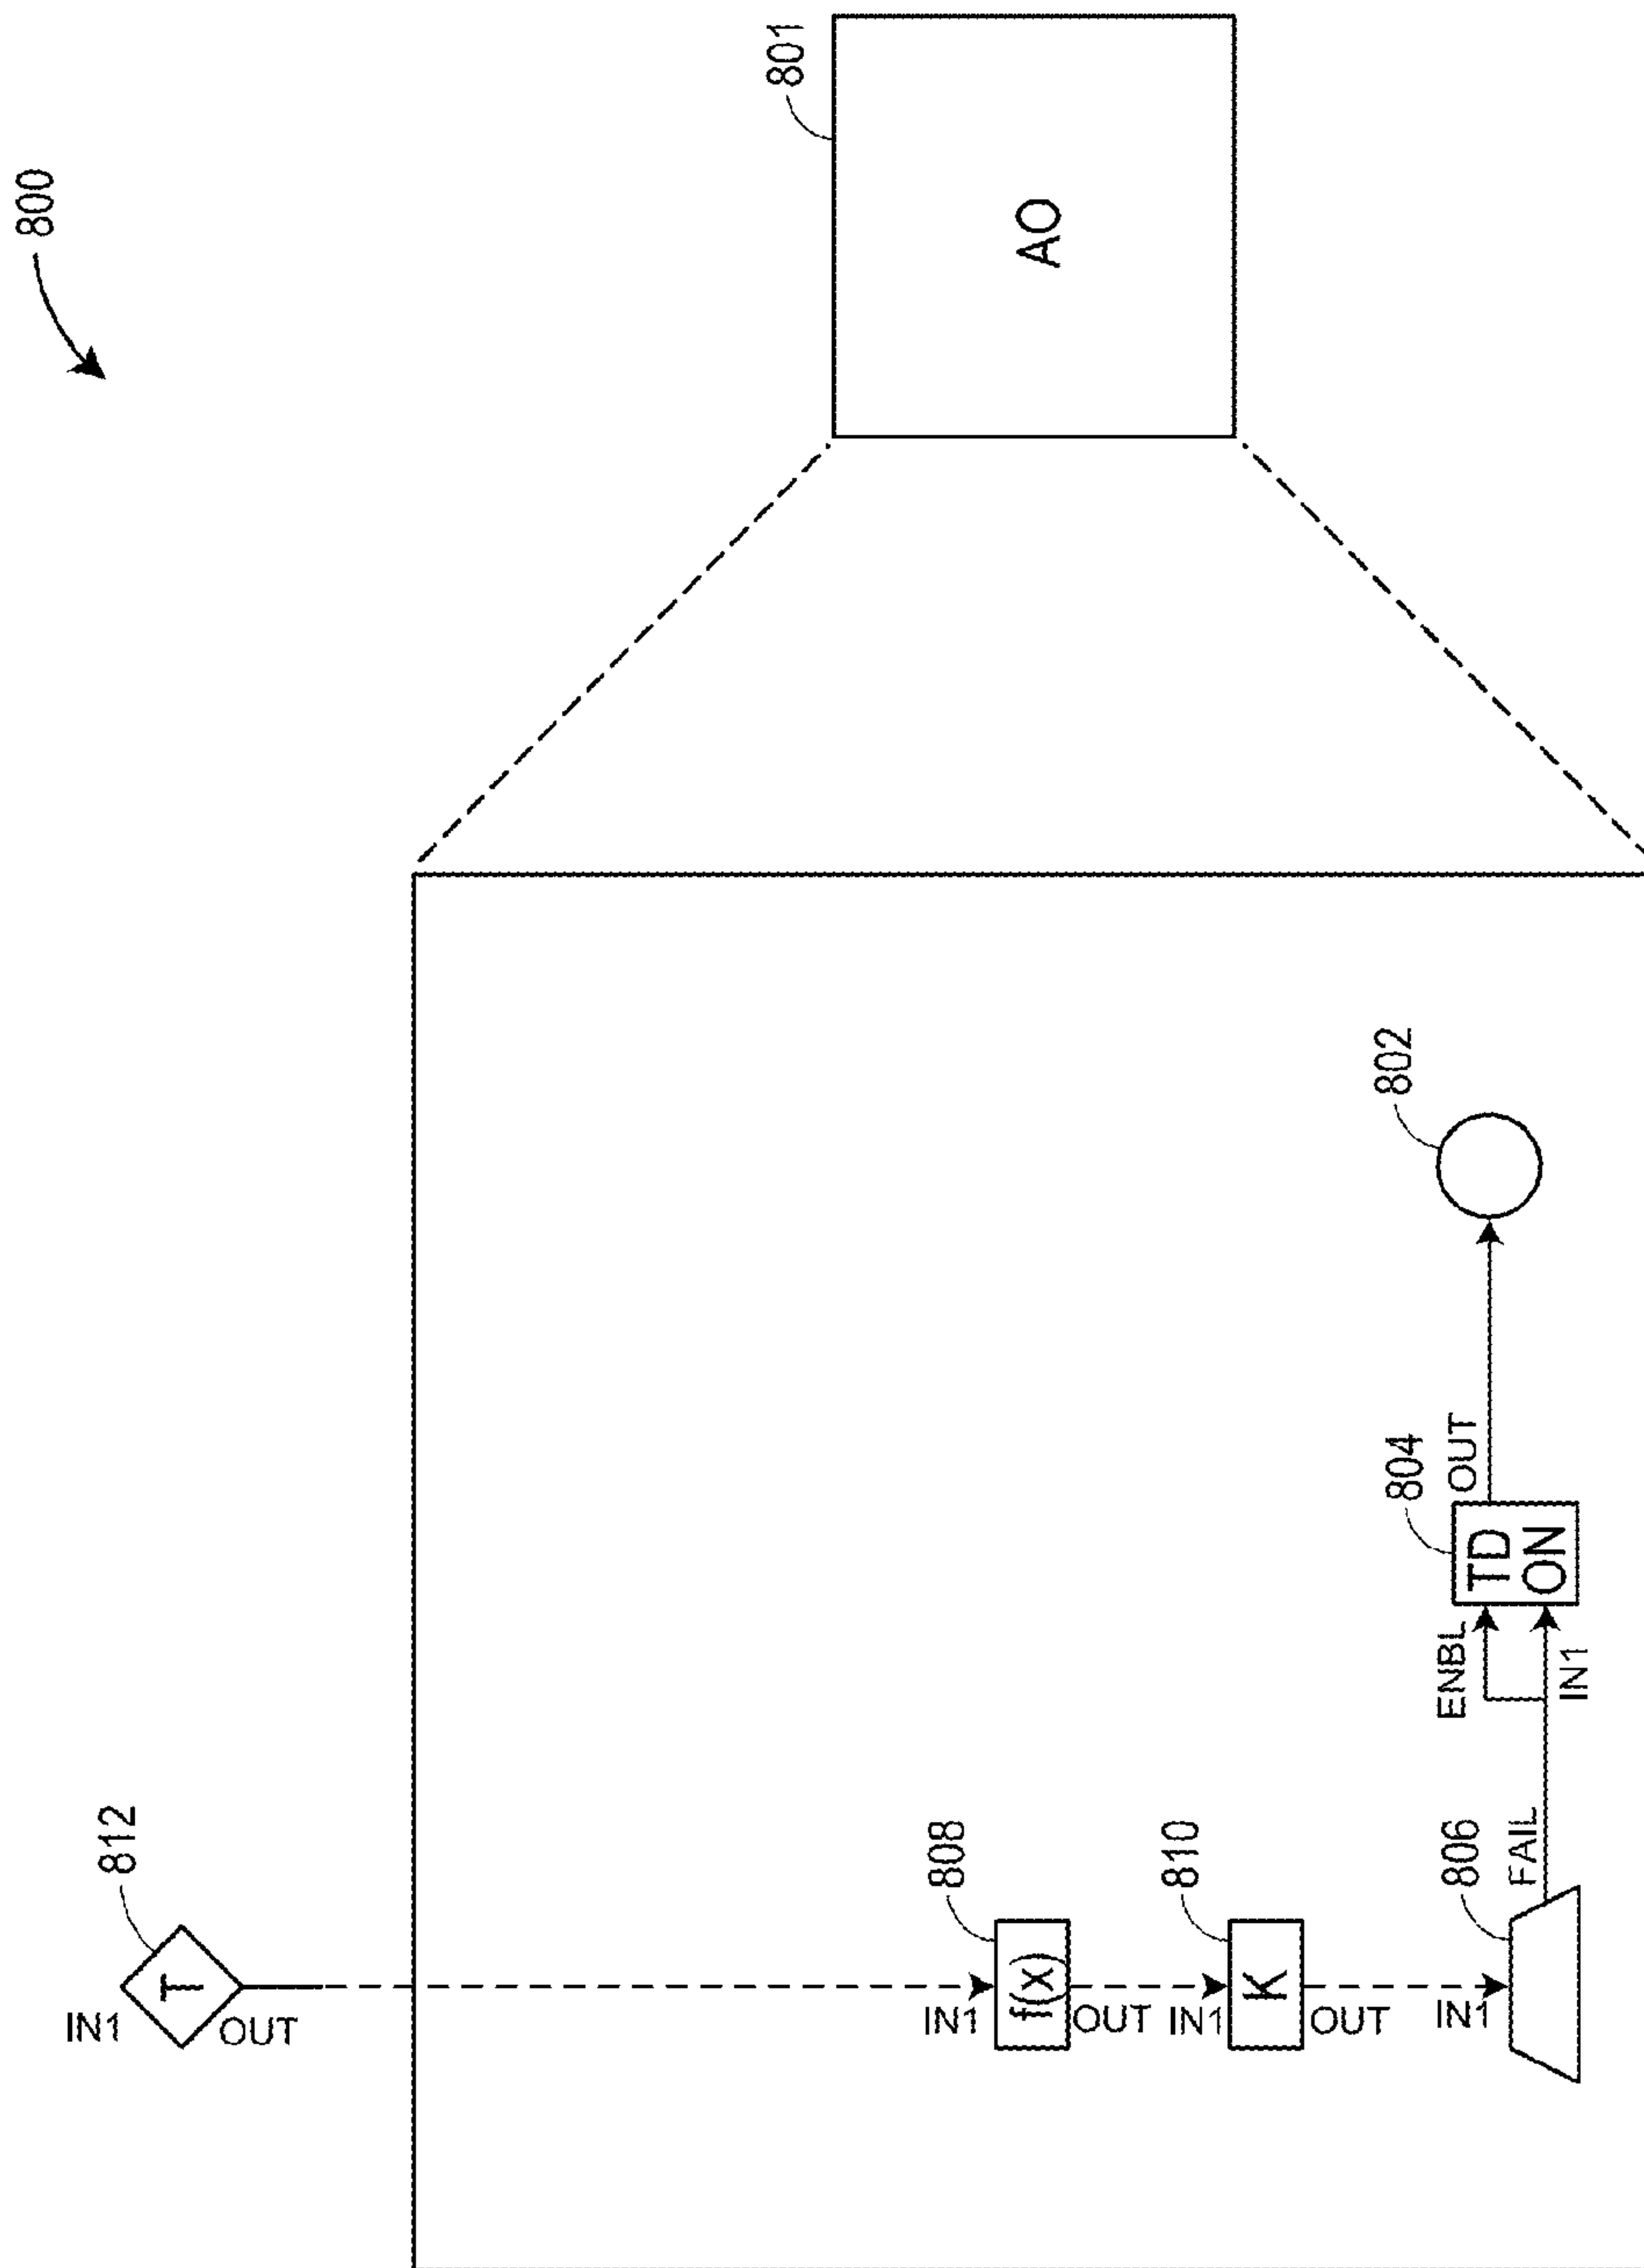 800
801
AO
812
T
IN1
OUT
808
f(x)
IN1
OUT
810
K
IN1
OUT
806
IN1
FAIL
ENBL
IN1
804
TD
ON
OUT
802